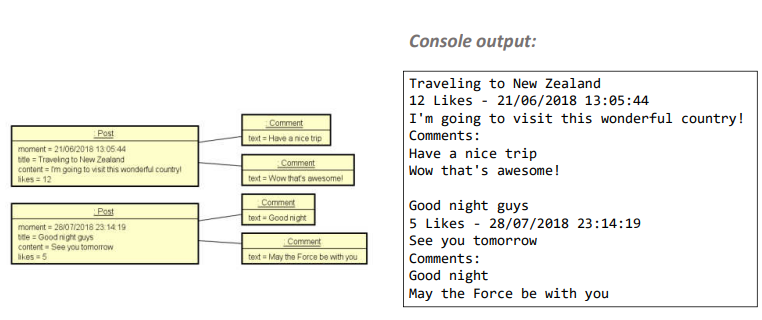 Console output:
: Post
moment = 21/06/2018 13:05:44
title = Traveling to New Zealand
content = I'm going to visit this wonderful country!
likes = 12
: Comment
text = Have a nice trip
: Comment
text = Wow that's awesome!
: Post
moment = 28/07/2018 23:14:19
title = Good night guys
content = See you tomorrow
likes = 5
: Comment
text = Good night
: Comment
text = May the Force be with you
Traveling to New Zealand
12 Likes - 21/06/2018 13:05:44
I'm going to visit this wonderful country!
Comments:
Have a nice trip
Wow that's awesome!
Good night guys
5 Likes - 28/07/2018 23:14:19
See you tomorrow
Comments:
Good night
May the Force be with you